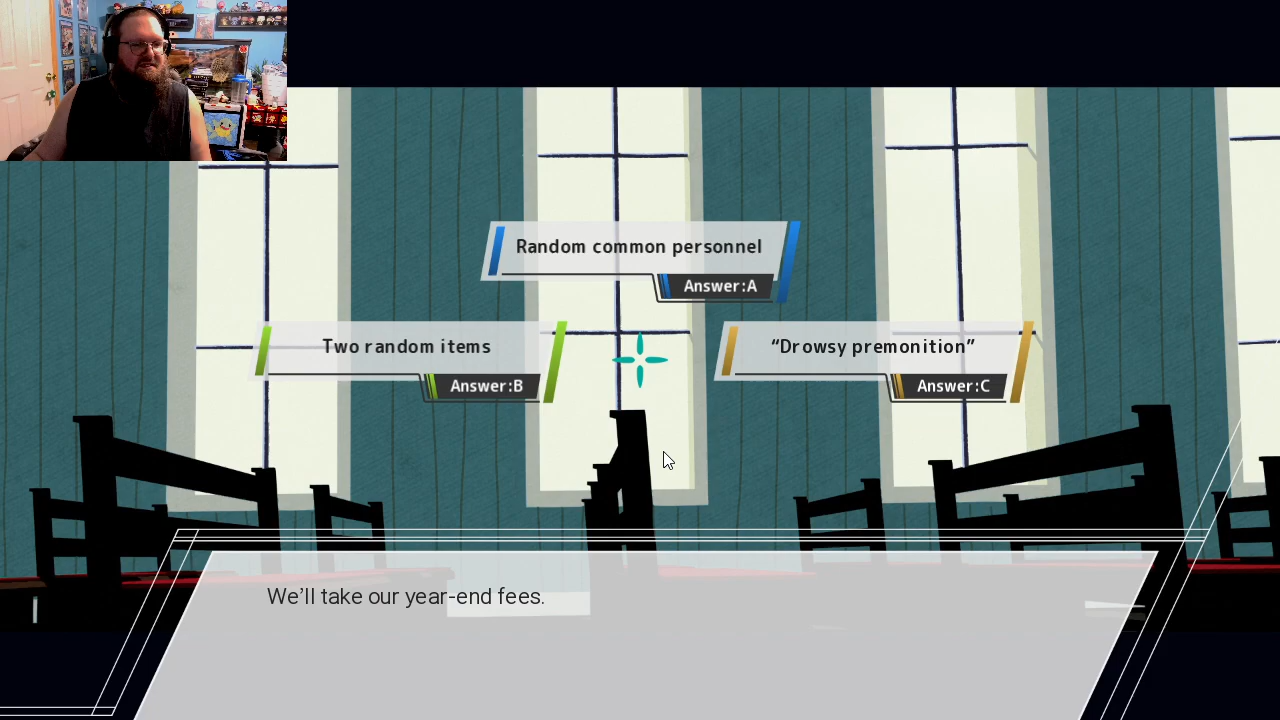 Random common personnel
Answer:A
Two random items
Answer:B
“Drowsy premonition”
Answer:C
We’ll take our year-end fees.